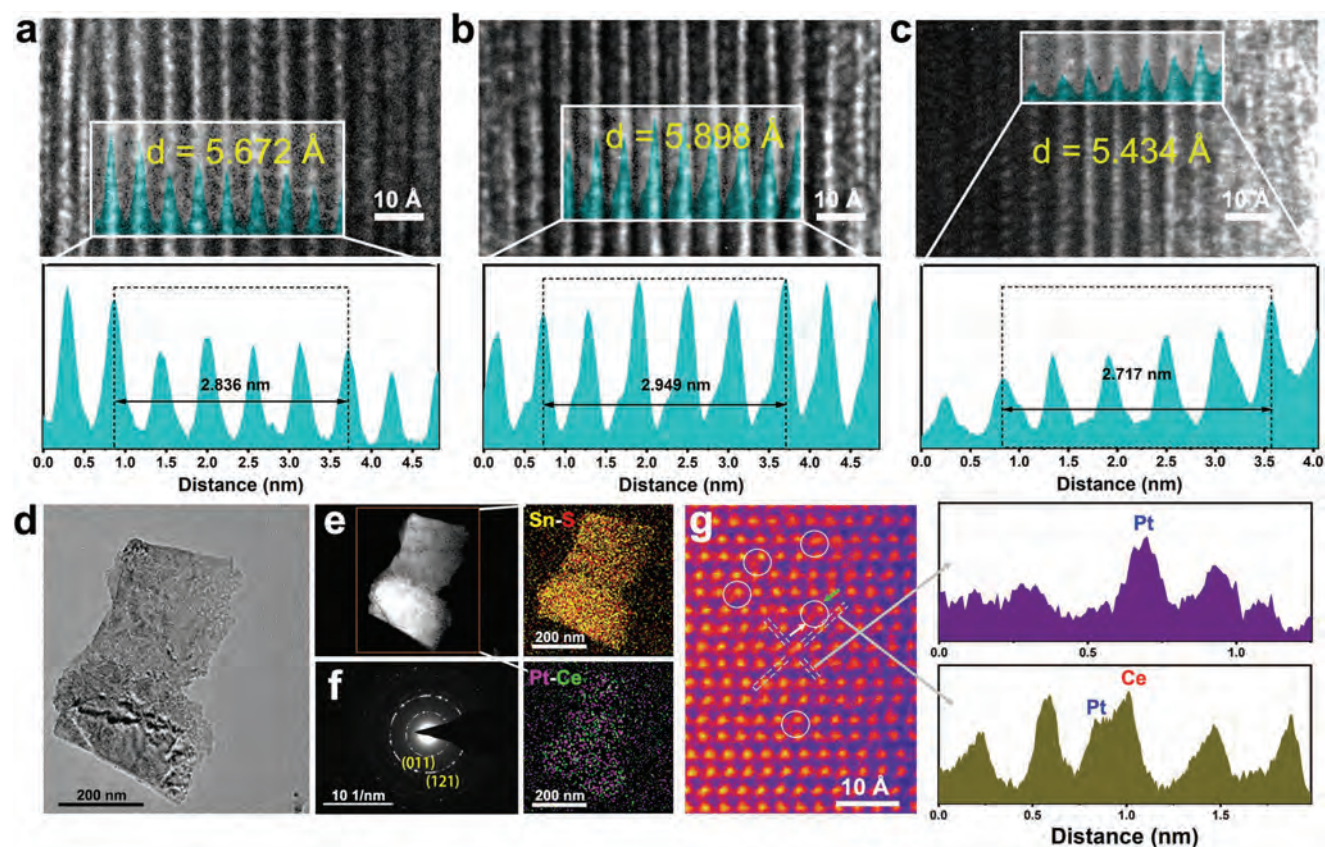 a
d = 5.672 Å
10 Å
2.836 nm
0.0 0.5 1.0 1.5 2.0 2.5 3.0 3.5 4.0 4.5
Distance (nm)
b
d = 5.898 Å
10 Å
2.949 nm
0.0 0.5 1.0 1.5 2.0 2.5 3.0 3.5 4.0 4.5
Distance (nm)
c
d = 5.434 Å
10 Å
2.717 nm
0.0 0.5 1.0 1.5 2.0 2.5 3.0 3.5 4.0
Distance (nm)
d
200 nm
e
Sn-S
200 nm
f
(011)
(1̅21)
10 1/nm
Pt-Ce
200 nm
g
10 Å
Pt
0.0 0.5 1.0
Pt
Ce
0.0 0.5 1.0 1.5
Distance (nm)